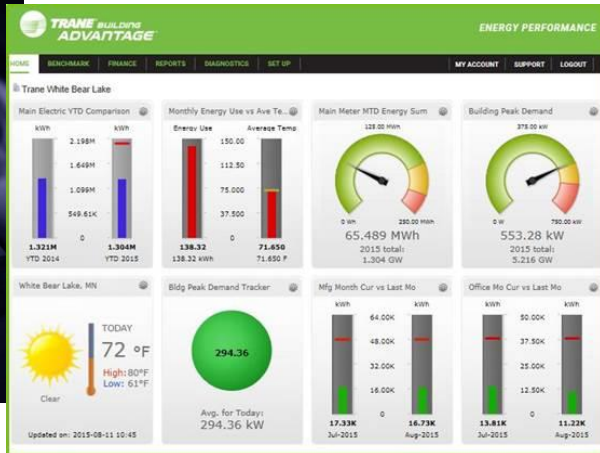 TRANE BUILDING
ADVANTAGE
ENERGY PERFORMANCE
HOME BENCHMARK FINANCE REPORTS DIAGNOSTICS SET UP MY ACCOUNT SUPPORT LOGOUT
Trane White Bear Lake
Main Electric YTD Comparison
kWh kWh
2.198M
1.649M
1.099M
549.61K
0
1.321M 1.304M
YTD 2014 YTD 2015
Monthly Energy Use vs Ave Te...
Energy Use Average Temp
150.00
112.50
75.000
37.500
0
138.32 71.650
138.32 kWh 71.650 F
Main Meter MTD Energy Sum
125.00 MWh
0 Wh 250.00 MWh
65.489 MWh
2015 total:
1.304 GW
Building Peak Demand
375.00 kW
0 W 750.00 kW
553.28 kW
2015 total:
5.216 GW
White Bear Lake, MN
TODAY
72 °F
High: 80°F
Low: 61°F
Clear
Updated on: 2015-08-11 10:45
Bldg Peak Demand Tracker
294.36
Avg. for Today:
294.36 kW
Mfg Month Cur vs Last Mo
kWh kWh
64.00K
48.00K
32.00K
16.00K
0
17.33K 16.73K
Jul-2015 Aug-2015
Office Mo Cur vs Last Mo
kWh kWh
50.00K
37.50K
25.00K
12.50K
0
13.81K 11.22K
Jul-2015 Aug-2015